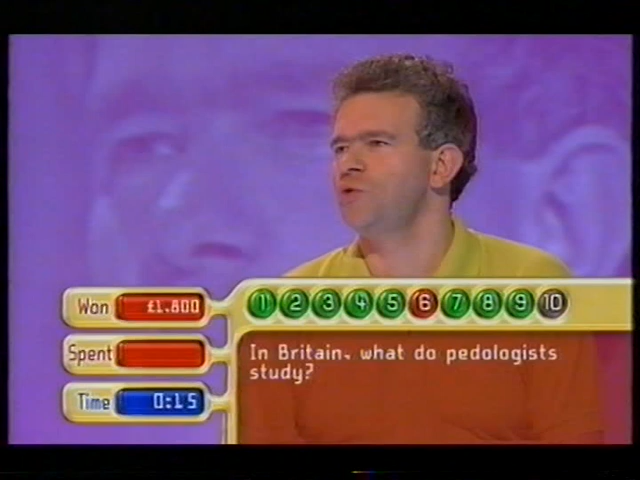 Won £1,800
1 2 3 4 5 6 7 8 9 10
Spent
In Britain, what do pedologists
study?
Time 0:15